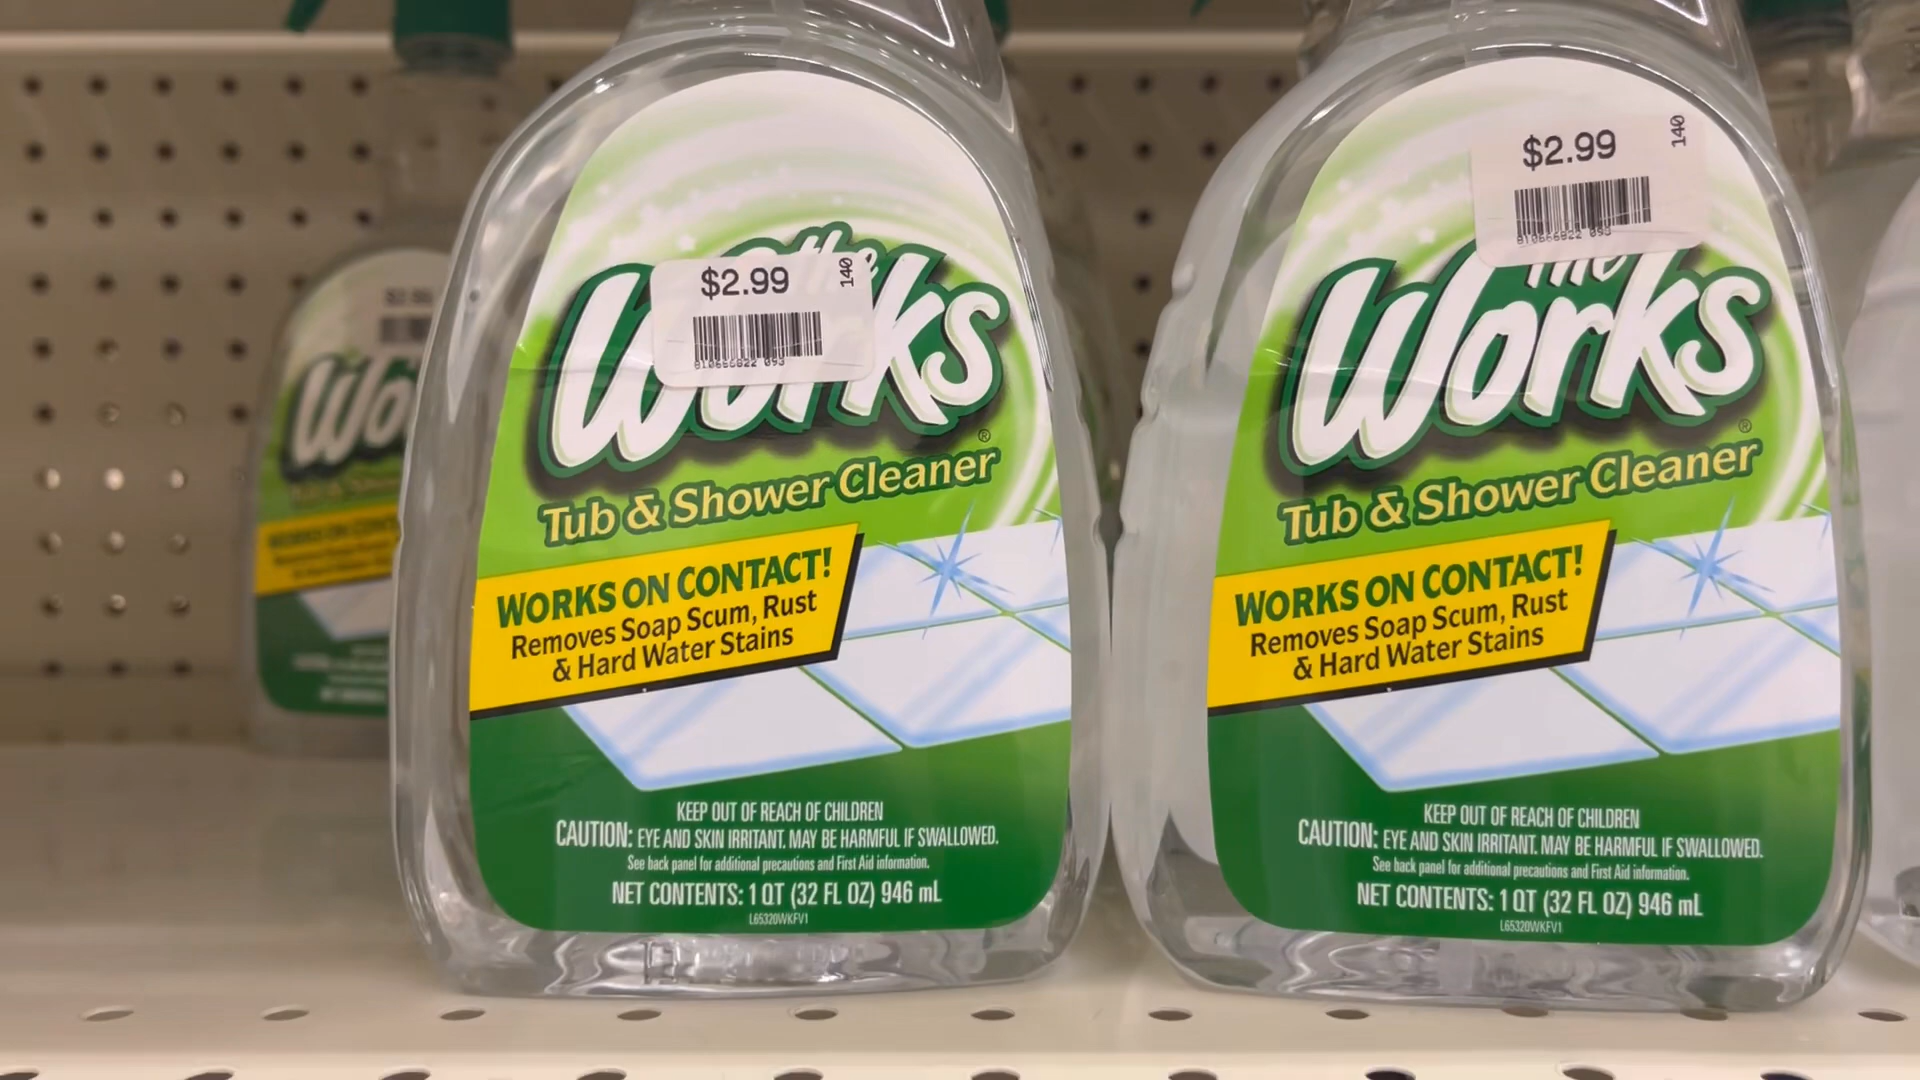 $2.99
140
810666822 093
The
Works®
Tub & Shower Cleaner
WORKS ON CONTACT!
Removes Soap Scum, Rust
& Hard Water Stains
KEEP OUT OF REACH OF CHILDREN
CAUTION: EYE AND SKIN IRRITANT. MAY BE HARMFUL IF SWALLOWED.
See back panel for additional precautions and First Aid information.
NET CONTENTS: 1 QT (32 FL OZ) 946 mL
L65320WKFV1
$2.99
140
810666822 093
The
Works®
Tub & Shower Cleaner
WORKS ON CONTACT!
Removes Soap Scum, Rust
& Hard Water Stains
KEEP OUT OF REACH OF CHILDREN
CAUTION: EYE AND SKIN IRRITANT. MAY BE HARMFUL IF SWALLOWED.
See back panel for additional precautions and First Aid information.
NET CONTENTS: 1 QT (32 FL OZ) 946 mL
L65320WKFV1